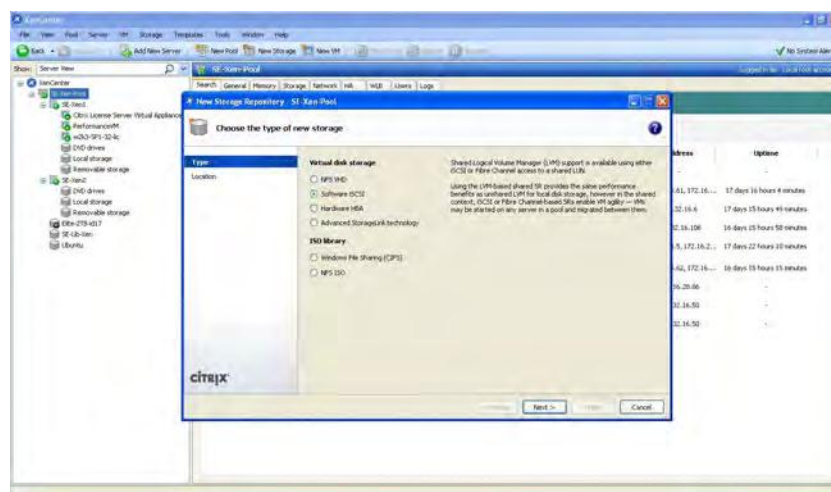 XenCenter
File View Pool Server VM Storage Templates Tools Window Help
Back Add New Server New Pool New Storage New VM No System Alerts
Show: Server View SE-Xen-Pool
XenCenter Search General Memory Storage Network HA WLB Users Logs
SE-Xen-Pool
SE-Xen1
Citrix License Server Virtual Appliance
PerformanceVM
w2k3-SP1-32-lic
DVD drives
Local storage
Removable storage
SE-Xen2
DVD drives
Local storage
Removable storage
SE-Lib-Xen
Ubuntu
New Storage Repository - SE-Xen-Pool
Choose the type of new storage
Type
Location
Virtual disk storage
NFS VHD
Software iSCSI
Hardware HBA
Advanced StorageLink technology
ISO library
Windows File Sharing (CIFS)
NFS ISO
Shared Logical Volume Manager (LVM) support is available using either
iSCSI or Fibre Channel access to a shared LUN.
Using the LVM-based shared SR provides the same performance
benefits as unshared LVM for local disk storage, however in the shared
context, iSCSI or Fibre Channel-based SRs enable VM agility -- VMs
may be started on any server in a pool and migrated between them.
CITRIX
Next > Cancel
Uptime
17 days 16 hours 4 minutes
17 days 15 hours 45 minutes
16 days 15 hours 50 minutes
17 days 22 hours 10 minutes
16 days 15 hours 15 minutes